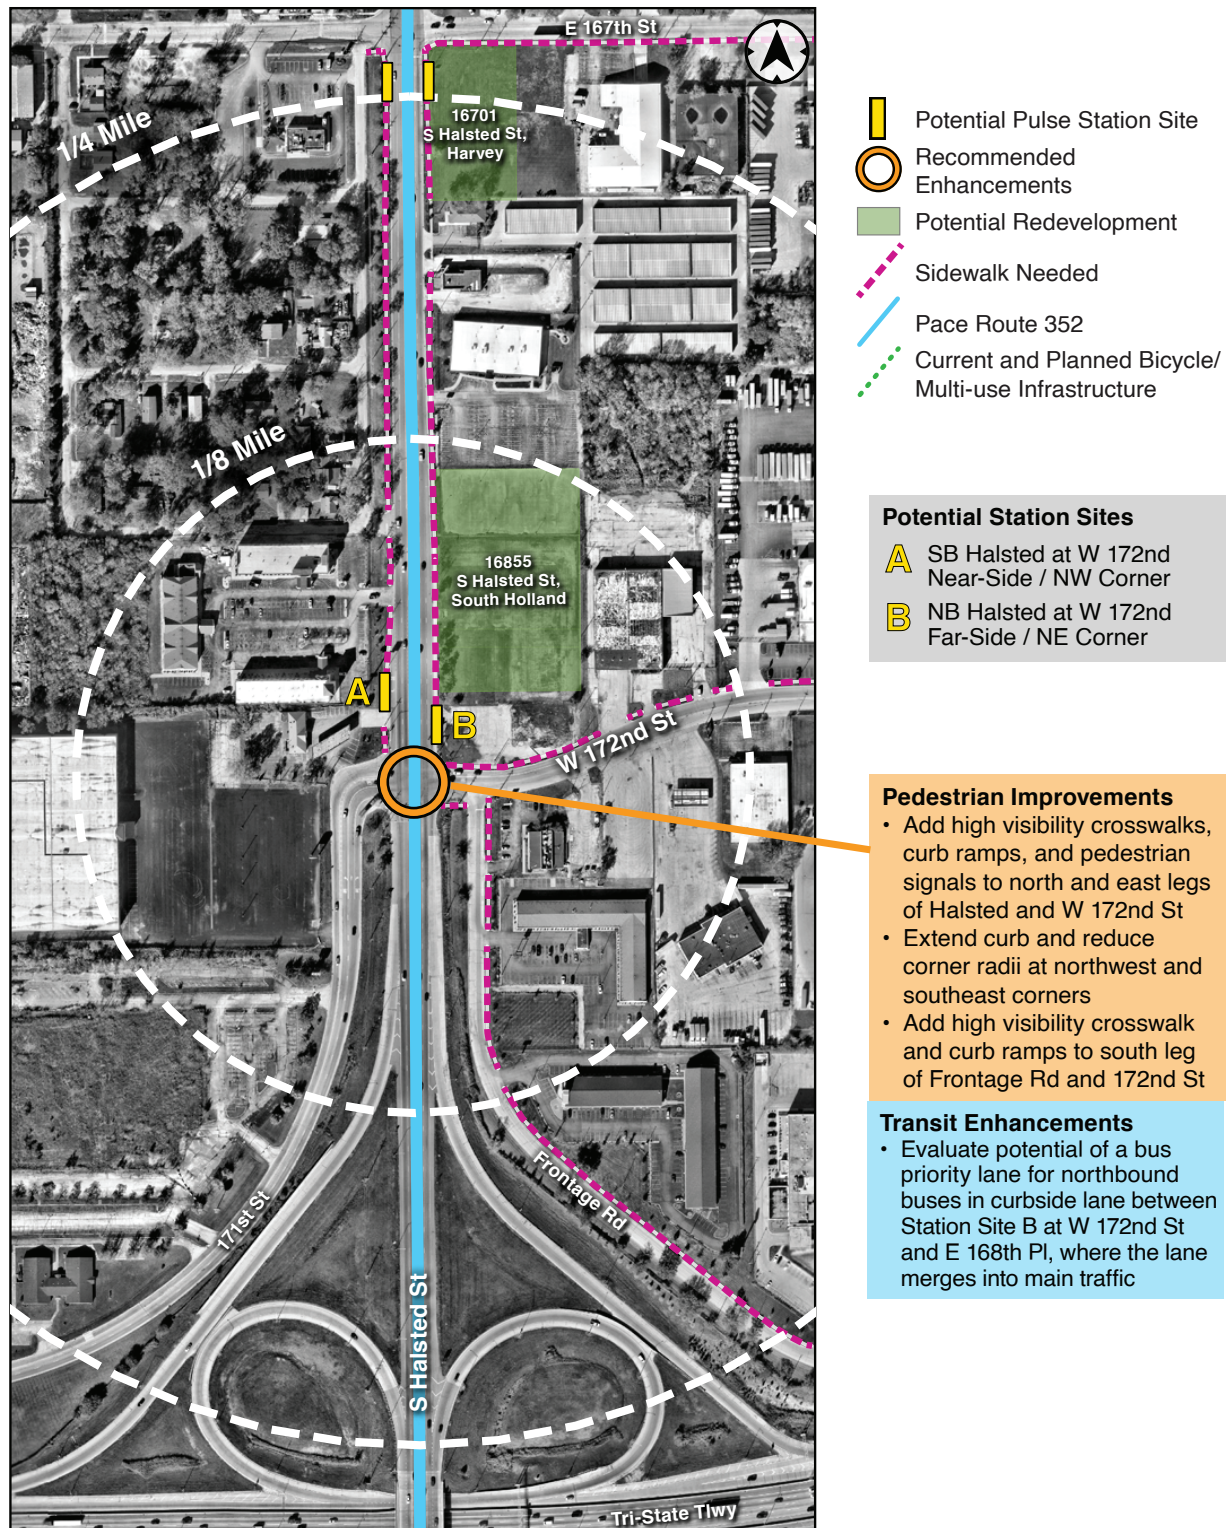 E 167th St
1/4 Mile
16701
S Halsted St,
Harvey
1/8 Mile
16855
S Halsted St,
South Holland
A
B
W 172nd St
171st St
Frontage Rd
S Halsted St
Tri-State Tlwy
Potential Pulse Station Site
Recommended
Enhancements
Potential Redevelopment
Sidewalk Needed
Pace Route 352
Current and Planned Bicycle/
Multi-use Infrastructure
Potential Station Sites
A SB Halsted at W 172nd
Near-Side / NW Corner
B NB Halsted at W 172nd
Far-Side / NE Corner
Pedestrian Improvements
• Add high visibility crosswalks,
curb ramps, and pedestrian
signals to north and east legs
of Halsted and W 172nd St
• Extend curb and reduce
corner radii at northwest and
southeast corners
• Add high visibility crosswalk
and curb ramps to south leg
of Frontage Rd and 172nd St
Transit Enhancements
• Evaluate potential of a bus
priority lane for northbound
buses in curbside lane between
Station Site B at W 172nd St
and E 168th Pl, where the lane
merges into main traffic